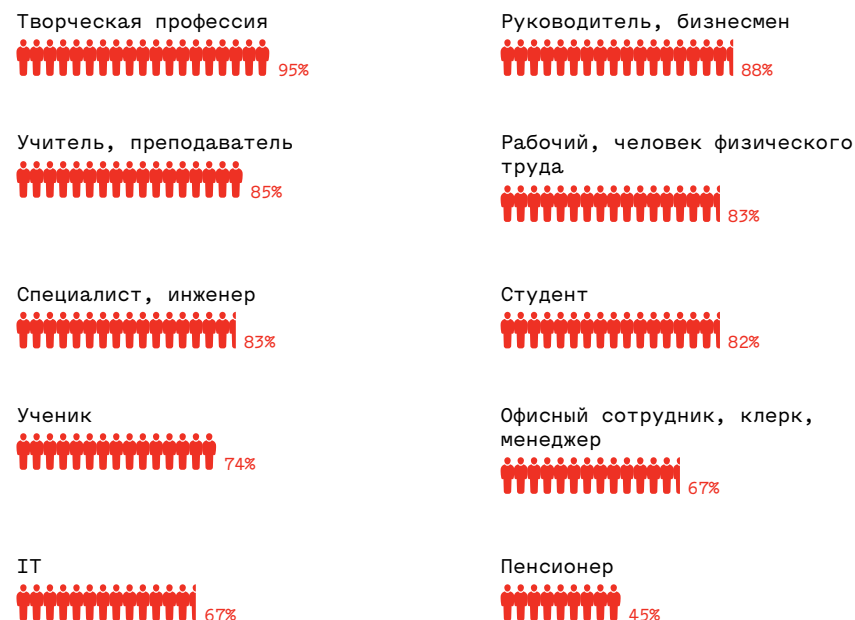 Творческая профессия
95%
Руководитель, бизнесмен
88%
Учитель, преподаватель
85%
Рабочий, человек физического
труда
83%
Специалист, инженер
83%
Студент
82%
Ученик
74%
Офисный сотрудник, клерк,
менеджер
67%
IT
67%
Пенсионер
45%